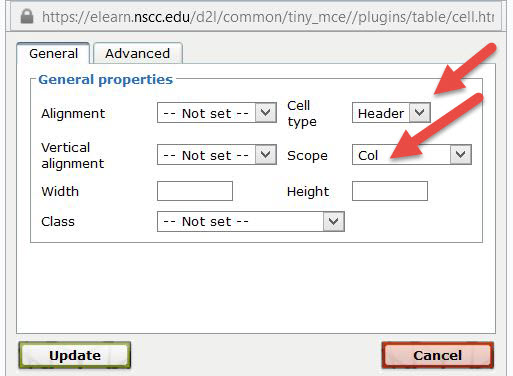 https://elearn.nscc.edu/d2l/common/tiny_mce//plugins/table/cell.htm
General Advanced
General properties
Alignment -- Not set -- Cell type Header
Vertical alignment -- Not set -- Scope Col
Width Height
Class -- Not set --
Update Cancel